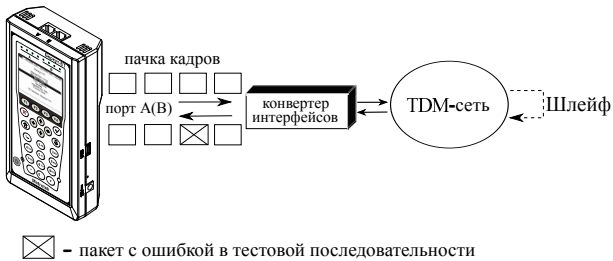 пачка кадров
порт A(B)
конвертер
интерфейсов
TDM-сеть
Шлейф
– пакет с ошибкой в тестовой последовательности